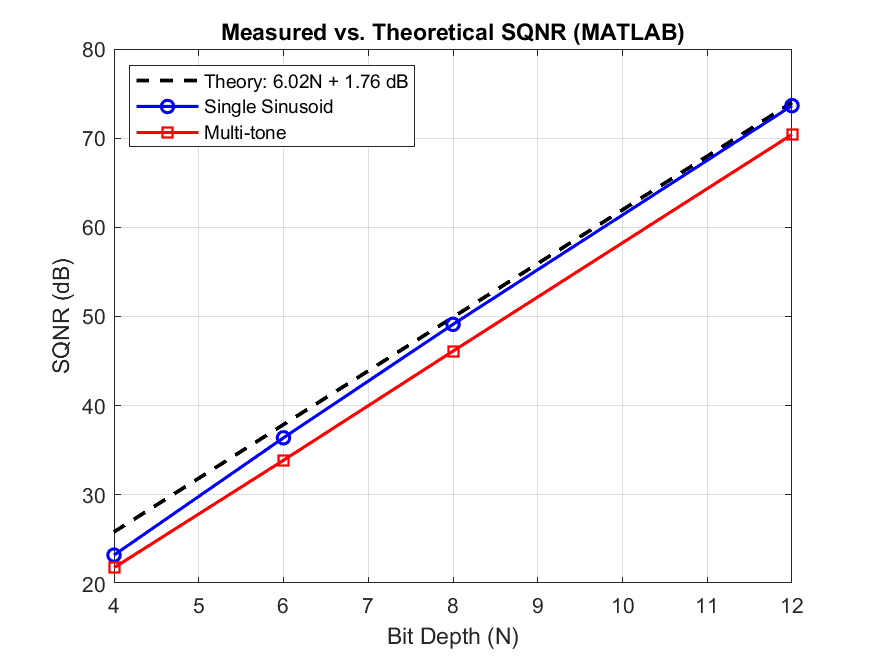 Measured vs. Theoretical SQNR (MATLAB)
Theory: 6.02N + 1.76 dB
Single Sinusoid
Multi-tone
SQNR (dB)
80
70
60
50
40
30
20
4 5 6 7 8 9 10 11 12
Bit Depth (N)